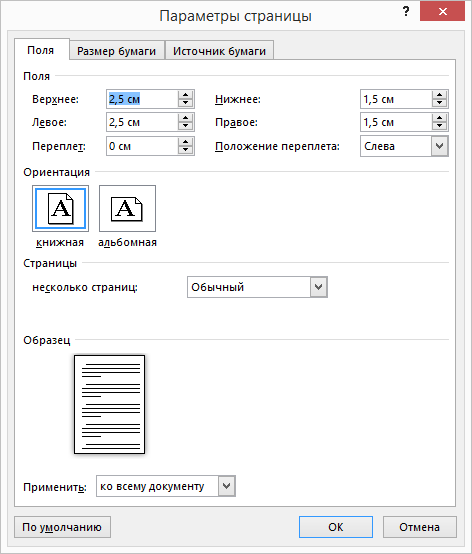 Параметры страницы ?
Поля Размер бумаги Источник бумаги
Поля
Верхнее: 2,5 см Нижнее: 1,5 см
Левое: 2,5 см Правое: 1,5 см
Переплет: 0 см Положение переплета: Слева
Ориентация
A A
книжная альбомная
Страницы
несколько страниц: Обычный
Образец
Применить: ко всему документу
По умолчанию ОК Отмена